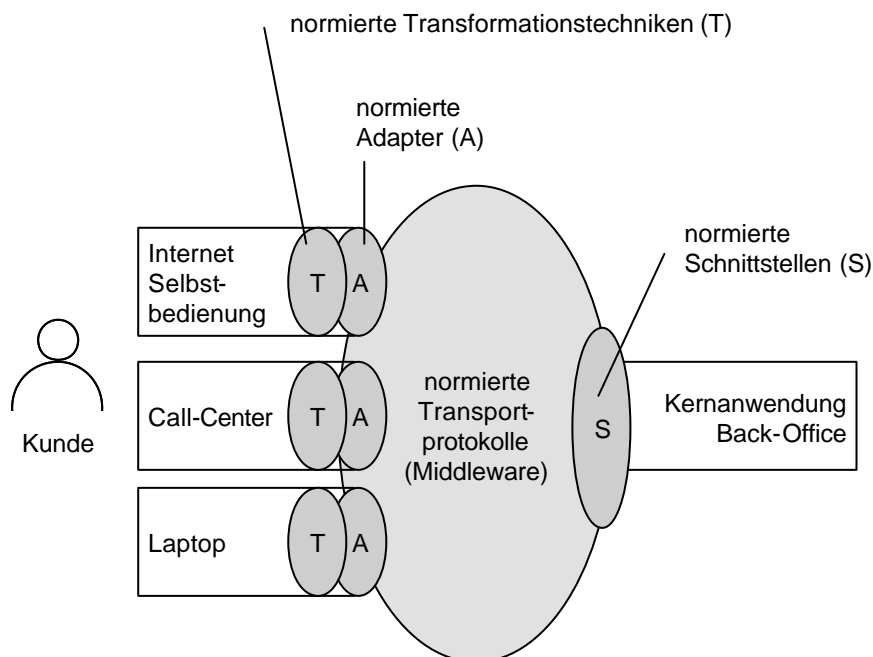 normierte Transformationstechniken (T)
normierte
Adapter (A)
normierte
Schnittstellen (S)
Internet
Selbst-
bedienung
T
A
Kunde
Call-Center
T
A
normierte
Transport-
protokolle
(Middleware)
S
Kernanwendung
Back-Office
Laptop
T
A